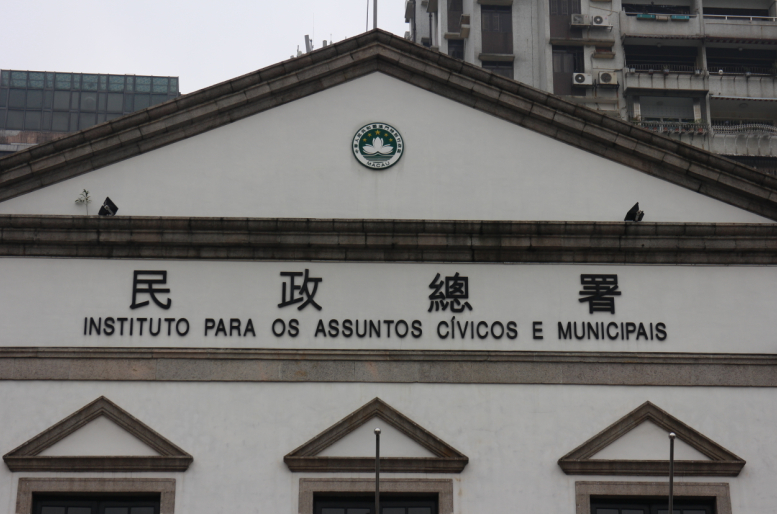 民政總署
INSTITUTO PARA OS ASSUNTOS CÍVICOS E MUNICIPAIS